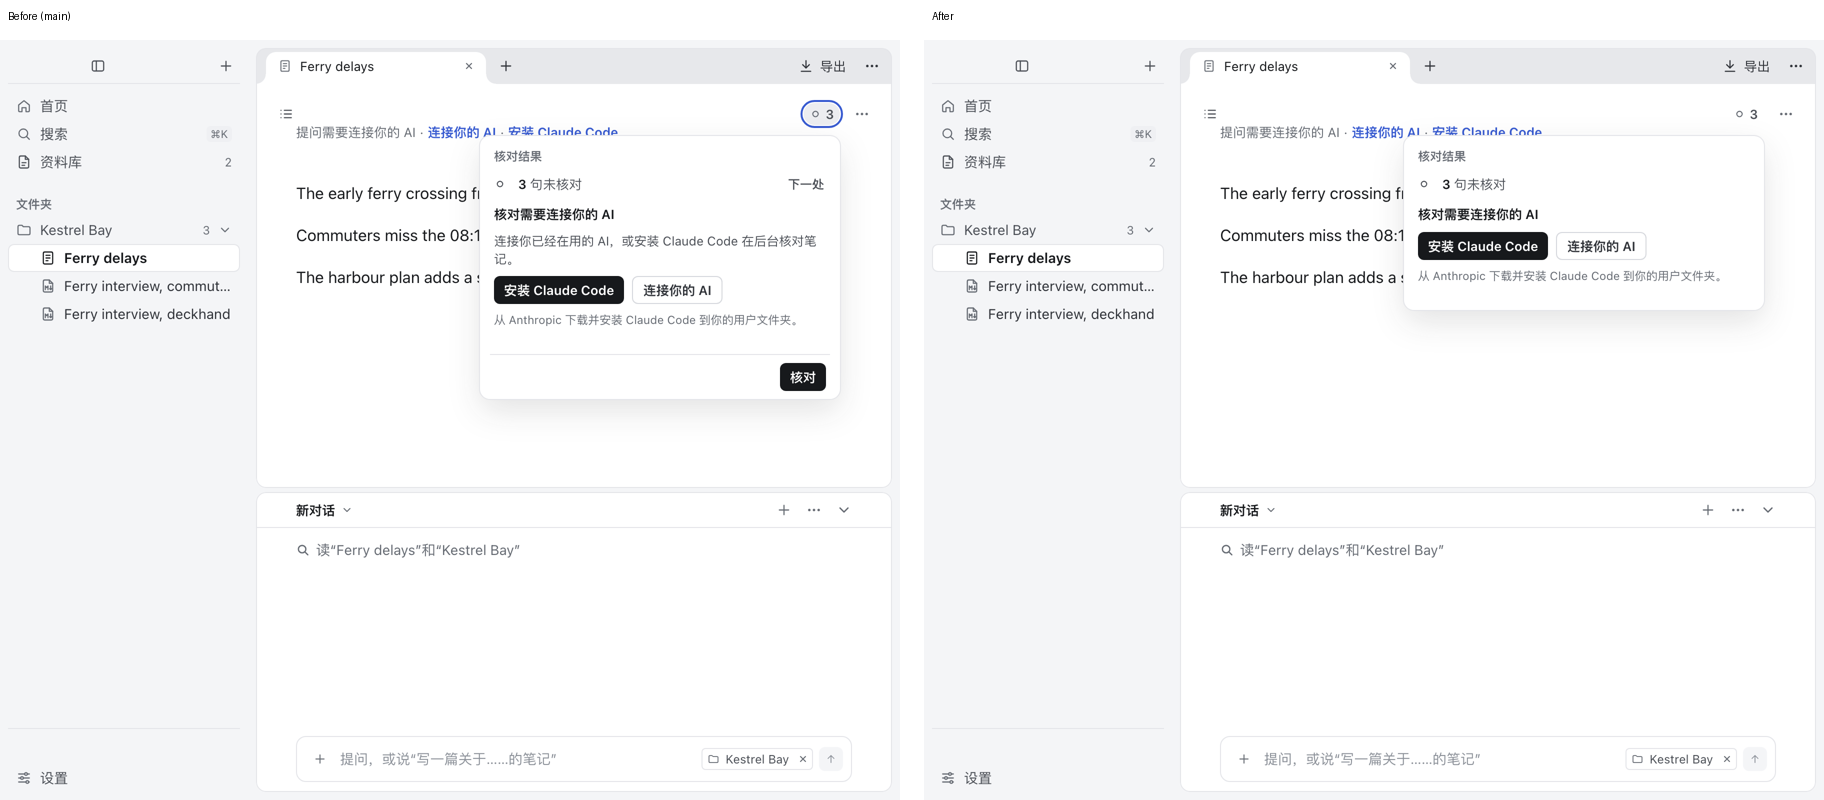 Before (main)
Ferry delays
导出
首页
搜索
⌘K
资料库
2
文件夹
Kestrel Bay
3
Ferry delays
Ferry interview, commut...
Ferry interview, deckhand
设置
3
提问需要连接你的 AI · 连接你的 AI · 安装 Claude Code
The early ferry crossing f
Commuters miss the 08:1
The harbour plan adds a s
核对结果
3 句未核对
下一处
核对需要连接你的 AI
连接你已经在用的 AI，或安装 Claude Code 在后台核对笔
记。
安装 Claude Code
连接你的 AI
从 Anthropic 下载并安装 Claude Code 到你的用户文件夹。
核对
新对话
读“Ferry delays”和“Kestrel Bay”
提问，或说“写一篇关于……的笔记”
Kestrel Bay
After
Ferry delays
导出
首页
搜索
⌘K
资料库
2
文件夹
Kestrel Bay
3
Ferry delays
Ferry interview, commut...
Ferry interview, deckhand
设置
3
提问需要连接你的 AI · 连接你的 AI · 安装 Claude Code
The early ferry crossing f
Commuters miss the 08:1
The harbour plan adds a s
核对结果
3 句未核对
核对需要连接你的 AI
安装 Claude Code
连接你的 AI
从 Anthropic 下载并安装 Claude Code 到你的用户文件夹。
新对话
读“Ferry delays”和“Kestrel Bay”
提问，或说“写一篇关于……的笔记”
Kestrel Bay